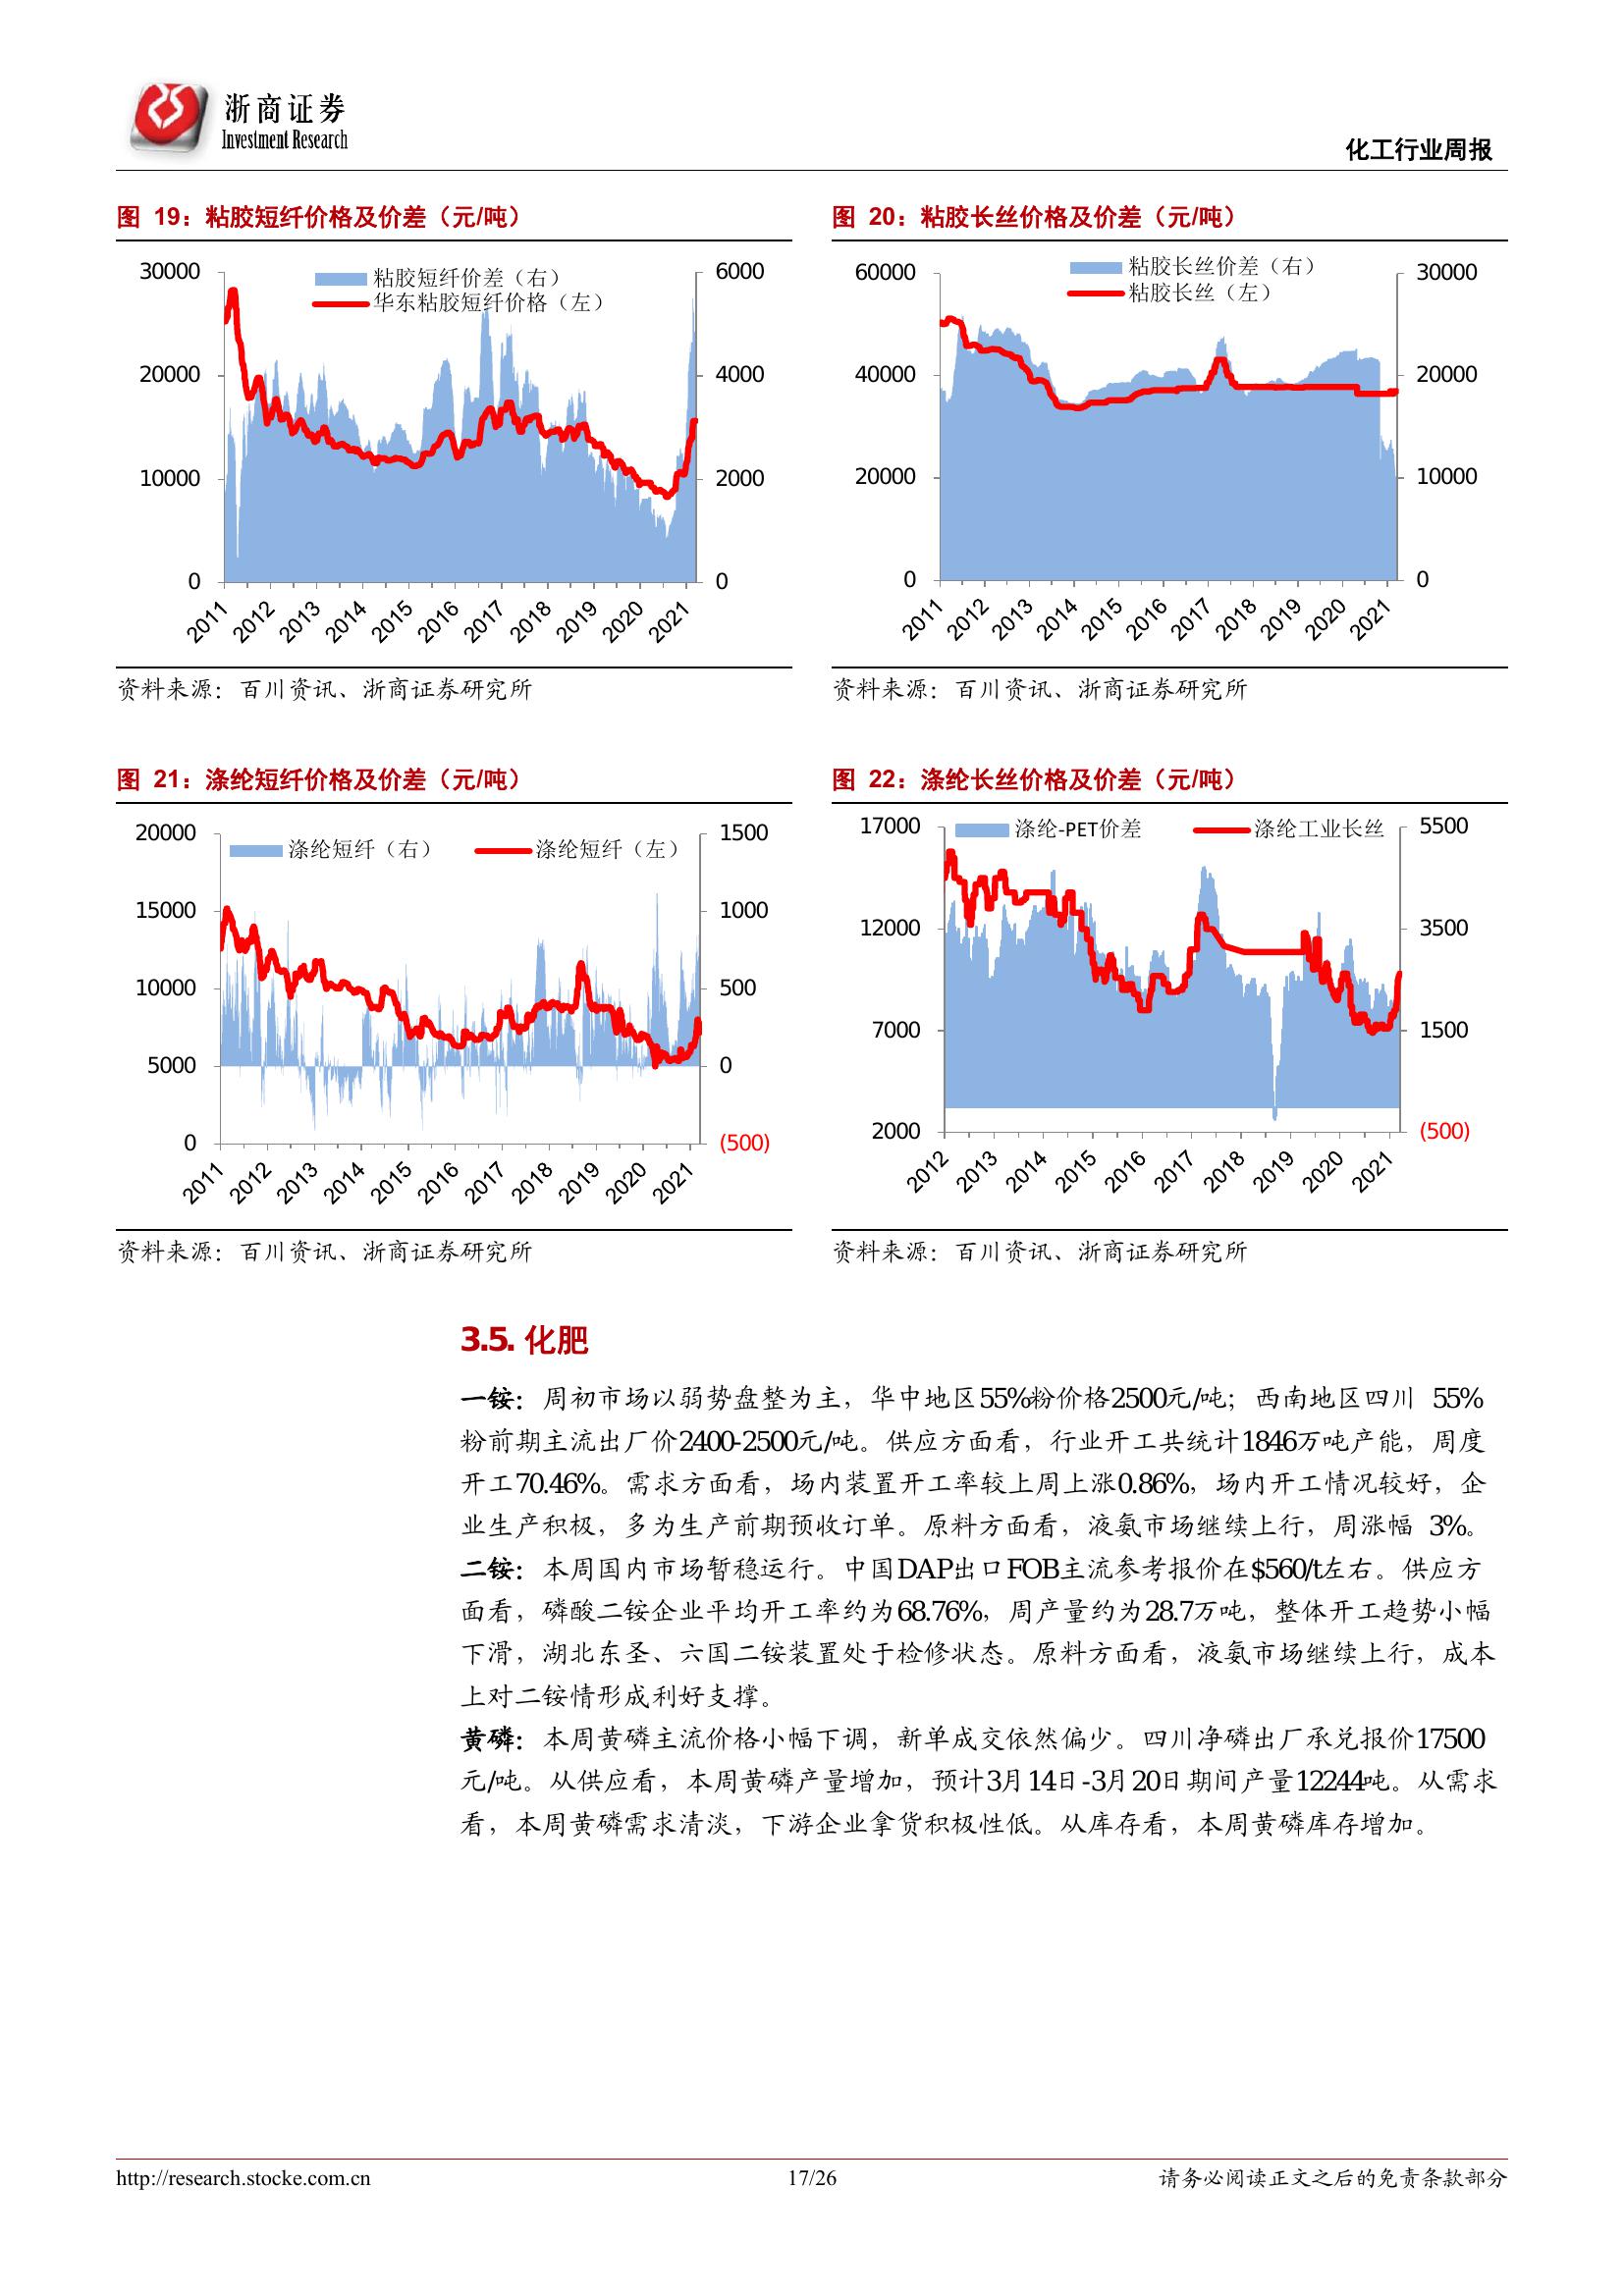 浙商证券
Investment Research
化工行业周报
图 19：粘胶短纤价格及价差（元/吨）
30000
20000
10000
0
粘胶短纤价差（右）
华东粘胶短纤价格（左）
6000
4000
2000
0
2011 2012 2013 2014 2015 2016 2017 2018 2019 2020 2021
资料来源：百川资讯、浙商证券研究所
图 20：粘胶长丝价格及价差（元/吨）
60000
40000
20000
0
粘胶长丝价差（右）
粘胶长丝（左）
30000
20000
10000
0
2011 2012 2013 2014 2015 2016 2017 2018 2019 2020 2021
资料来源：百川资讯、浙商证券研究所
图 21：涤纶短纤价格及价差（元/吨）
20000
15000
10000
5000
0
涤纶短纤（右） 涤纶短纤（左）
1500
1000
500
0
(500)
2011 2012 2013 2014 2015 2016 2017 2018 2019 2020 2021
资料来源：百川资讯、浙商证券研究所
图 22：涤纶长丝价格及价差（元/吨）
17000
12000
7000
2000
涤纶-PET价差 涤纶工业长丝
5500
3500
1500
(500)
2012 2013 2014 2015 2016 2017 2018 2019 2020 2021
资料来源：百川资讯、浙商证券研究所
3.5. 化肥
一铵：周初市场以弱势盘整为主，华中地区55%粉价格2500元/吨；西南地区四川 55%
粉前期主流出厂价2400-2500元/吨。供应方面看，行业开工共统计1846万吨产能，周度
开工70.46%。需求方面看，场内装置开工率较上周上涨0.86%，场内开工情况较好，企
业生产积极，多为生产前期预收订单。原料方面看，液氨市场继续上行，周涨幅 3%。
二铵：本周国内市场暂稳运行。中国DAP出口FOB主流参考报价在$560/t左右。供应方
面看，磷酸二铵企业平均开工率约为68.76%，周产量约为28.7万吨，整体开工趋势小幅
下滑，湖北东圣、六国二铵装置处于检修状态。原料方面看，液氨市场继续上行，成本
上对二铵情形成利好支撑。
黄磷：本周黄磷主流价格小幅下调，新单成交依然偏少。四川净磷出厂承兑报价17500
元/吨。从供应看，本周黄磷产量增加，预计3月14日-3月20日期间产量12244吨。从需求
看，本周黄磷需求清淡，下游企业拿货积极性低。从库存看，本周黄磷库存增加。
http://research.stocke.com.cn
17/26
请务必阅读正文之后的免责条款部分